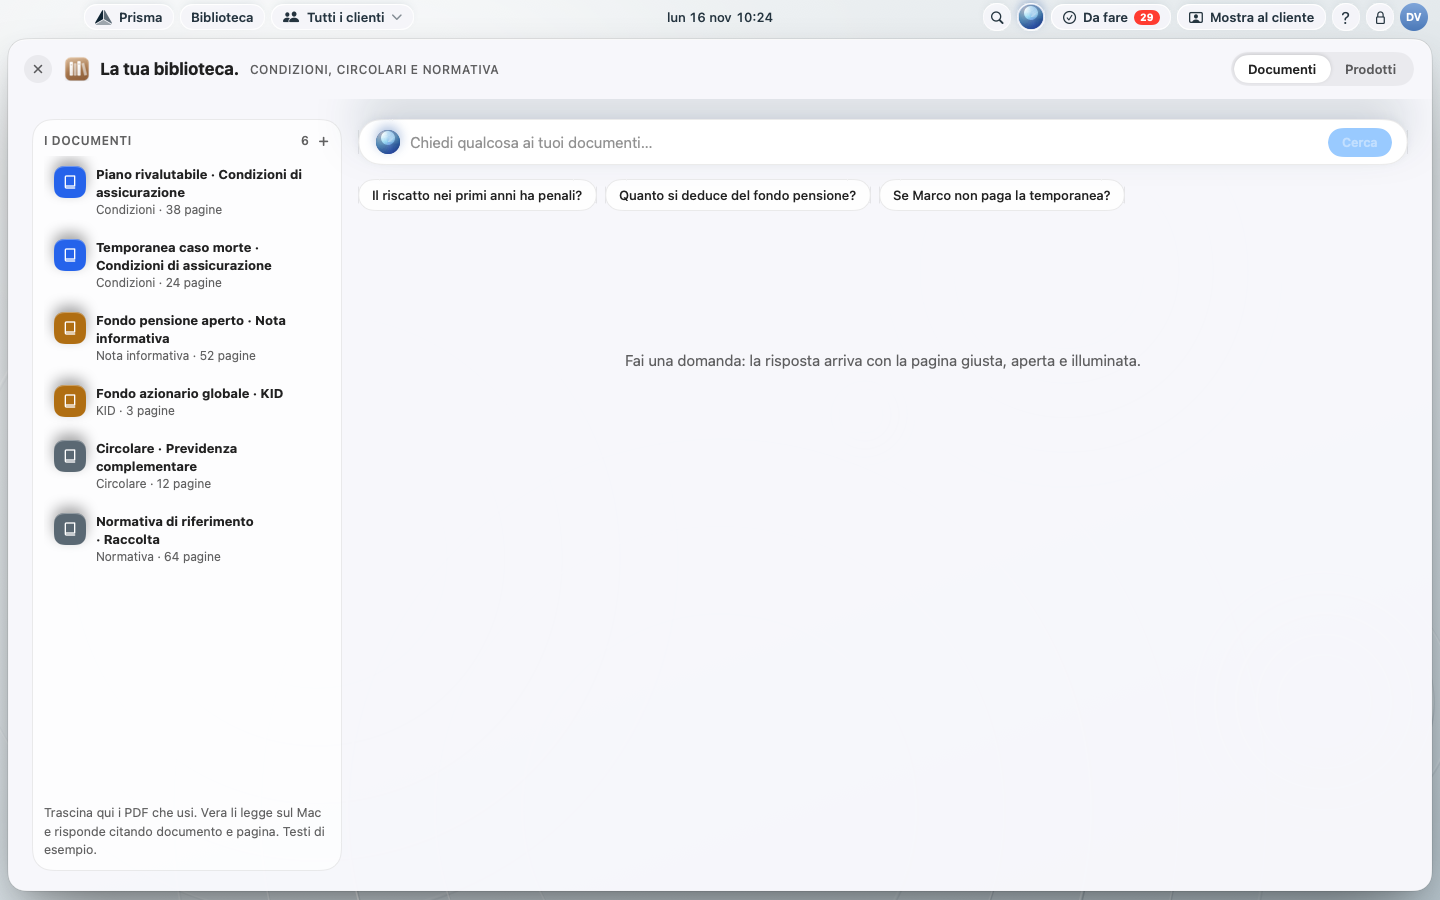 Prisma
Biblioteca
Tutti i clienti
lun 16 nov 10:24
Da fare 29
Mostra al cliente
?
DV
La tua biblioteca.
CONDIZIONI, CIRCOLARI E NORMATIVA
Documenti
Prodotti
I DOCUMENTI
6 +
Piano rivalutabile · Condizioni di
assicurazione
Condizioni · 38 pagine
Temporanea caso morte ·
Condizioni di assicurazione
Condizioni · 24 pagine
Fondo pensione aperto · Nota
informativa
Nota informativa · 52 pagine
Fondo azionario globale · KID
KID · 3 pagine
Circolare · Previdenza
complementare
Circolare · 12 pagine
Normativa di riferimento
· Raccolta
Normativa · 64 pagine
Trascina qui i PDF che usi. Vera li legge sul Mac
e risponde citando documento e pagina. Testi di
esempio.
Chiedi qualcosa ai tuoi documenti...
Cerca
Il riscatto nei primi anni ha penali?
Quanto si deduce del fondo pensione?
Se Marco non paga la temporanea?
Fai una domanda: la risposta arriva con la pagina giusta, aperta e illuminata.